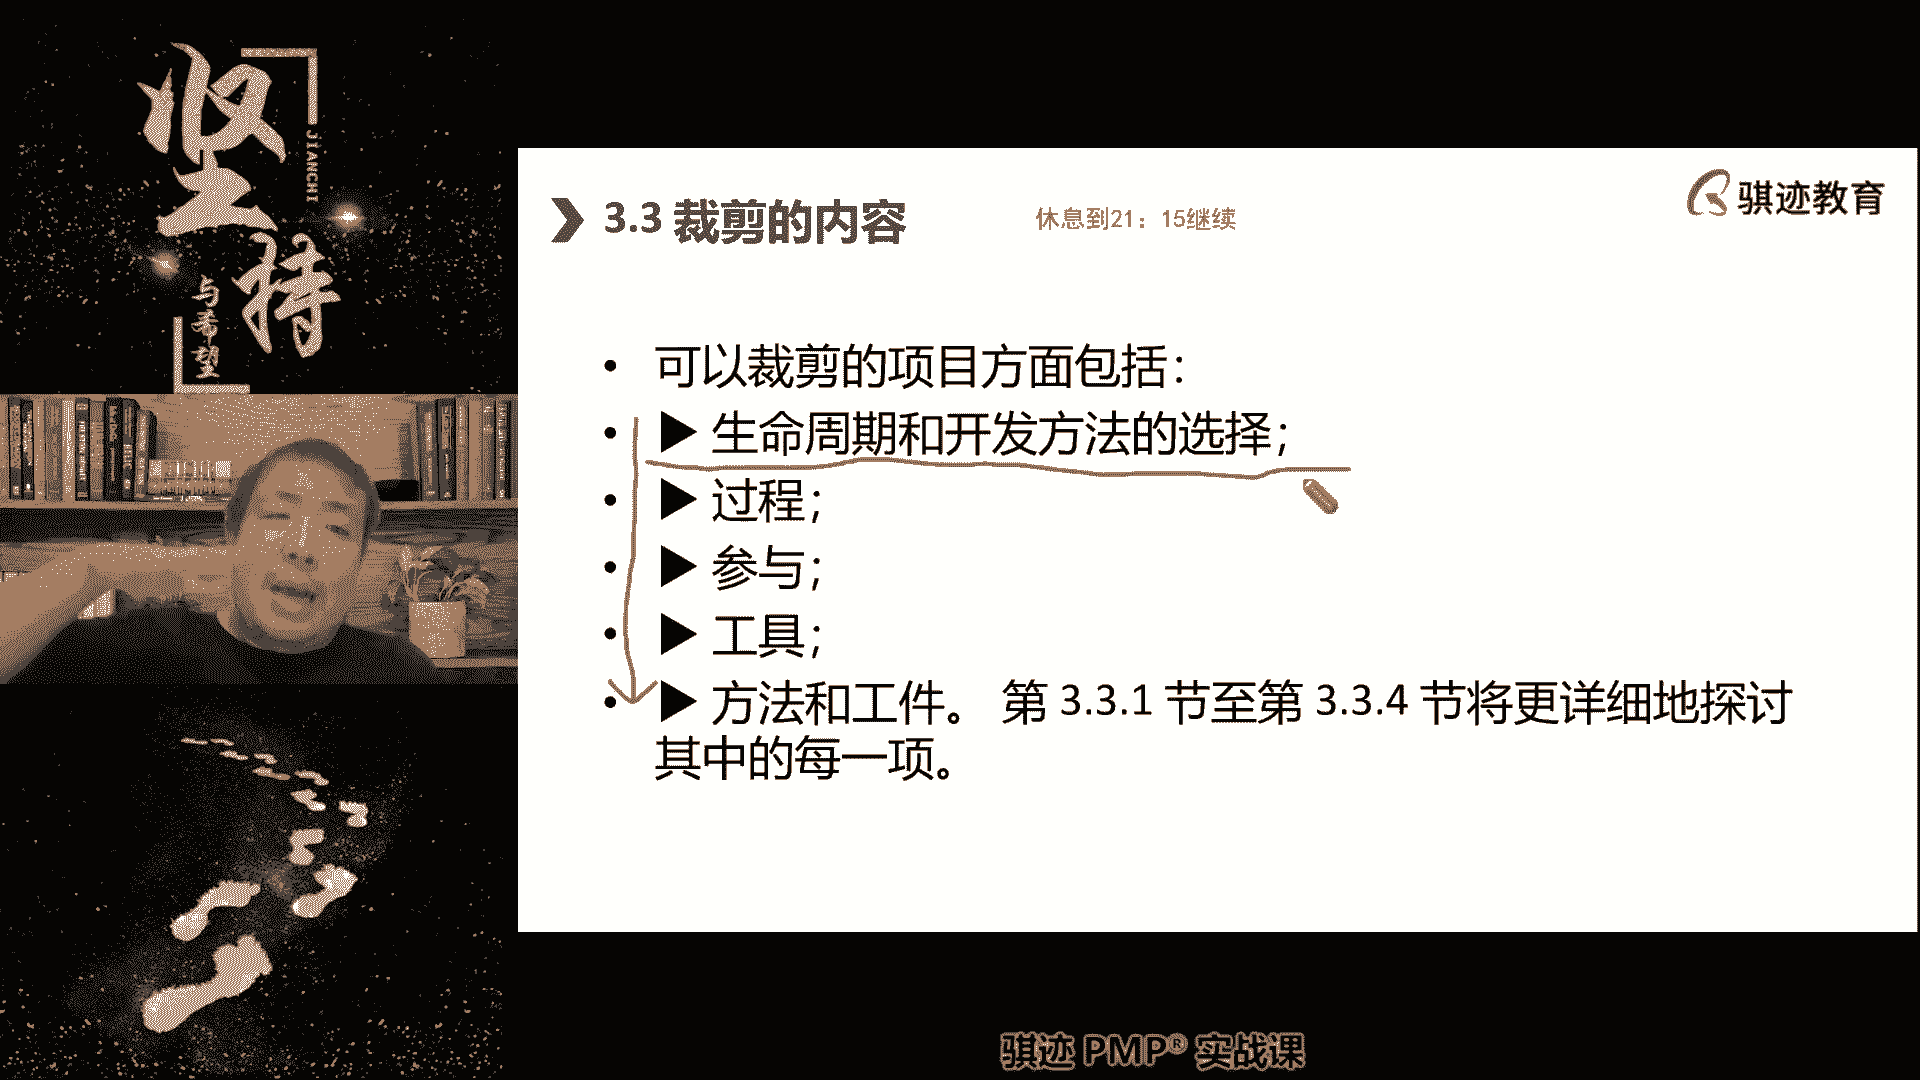 坚持
JIANCHI
与希望
3.3 裁剪的内容
休息到21：15继续
骐迹教育
• 可以裁剪的项目方面包括：
• ▶ 生命周期和开发方法的选择；
• ▶ 过程；
• ▶ 参与；
• ▶ 工具；
• ▶ 方法和工件。 第 3.3.1 节至第 3.3.4 节将更详细地探讨
其中的每一项。
骐迹 PMP® 实战课